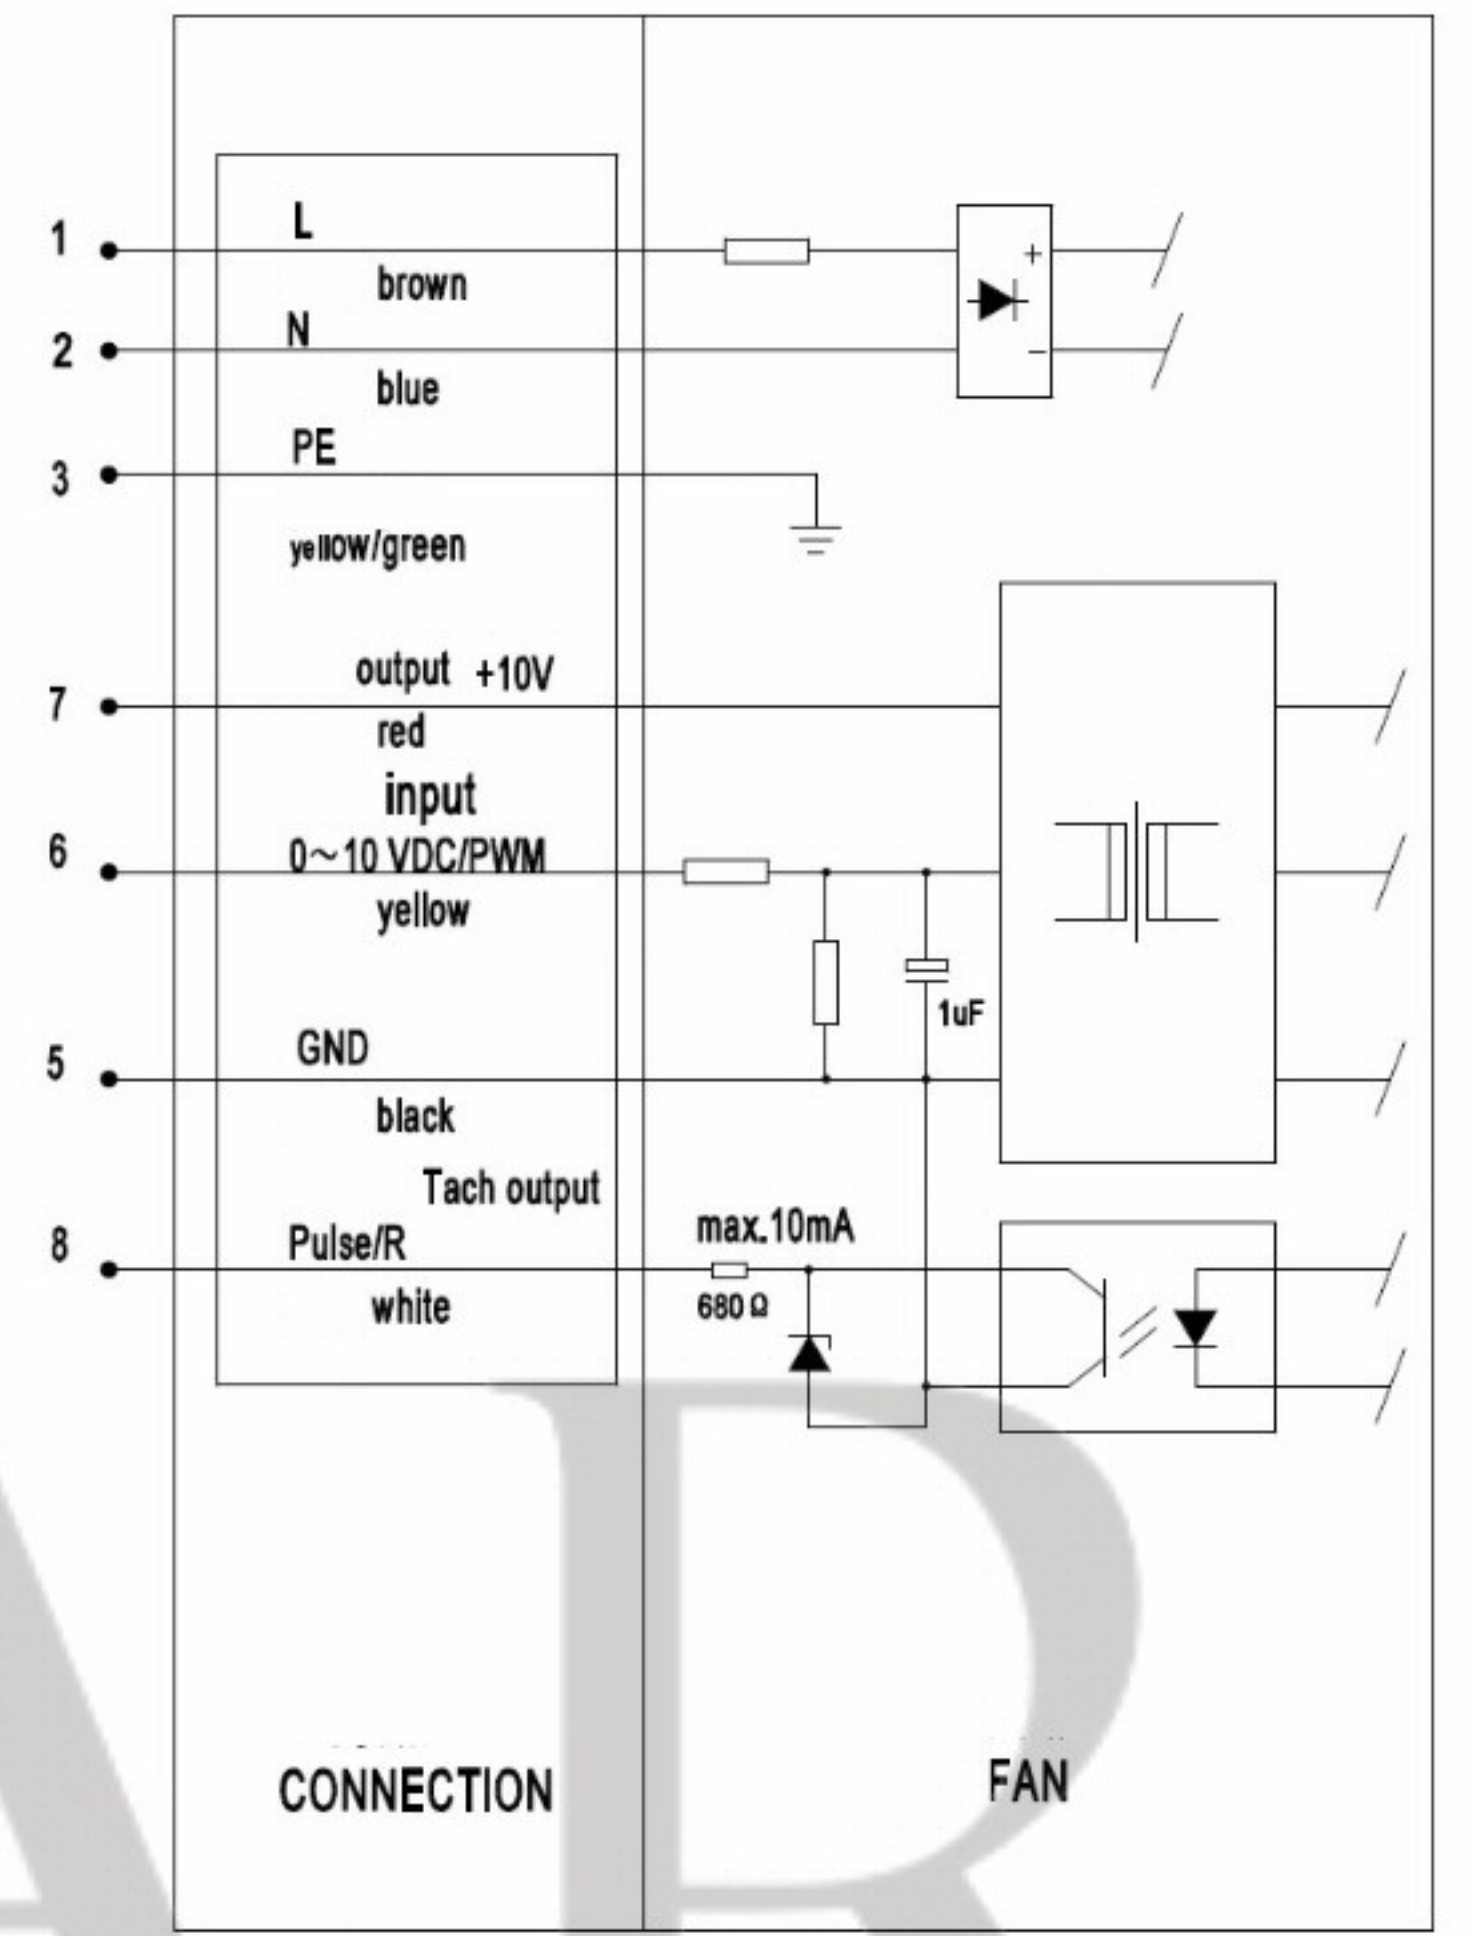 1 L
brown
+
2 N
blue
−
3 PE
yellow/green
output +10V
7
red
input
6 0~10 VDC/PWM
yellow
1uF
5 GND
black
Tach output
max.10mA
8 Pulse/R
white 680Ω
CONNECTION FAN